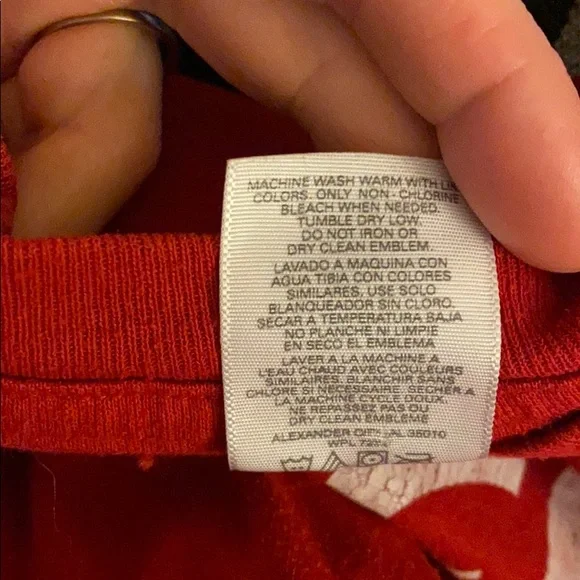 MACHINE WASH WARM WITH
COLORS. ONLY NON - CHLORINE
BLEACH WHEN NEEDED.
TUMBLE DRY LOW
DO NOT IRON OR
DRY CLEAN EMBLEM.
LAVADO A MAQUINA CON
AGUA TIBIA CON COLORES
SIMILARES, USE SOLO
BLANQUEADOR SIN CLORO.
SECAR A TEMPERATURA BAJA
NO PLANCHE NI LIMPIE
EN SECO EL EMBLEMA
LAVER A LA MACHINE A
L'EAU CHAUD AVEC COULEURS
SIMILAIRES. BLANCHIR SANS
CHLORE SI NECESSAIRE. SECHER A
LA MACHINE CYCLE DOUX.
NE REPASSEZ PAS OU
DRY CLEAN EMBLEME
ALEXANDER AL 35010
WPL